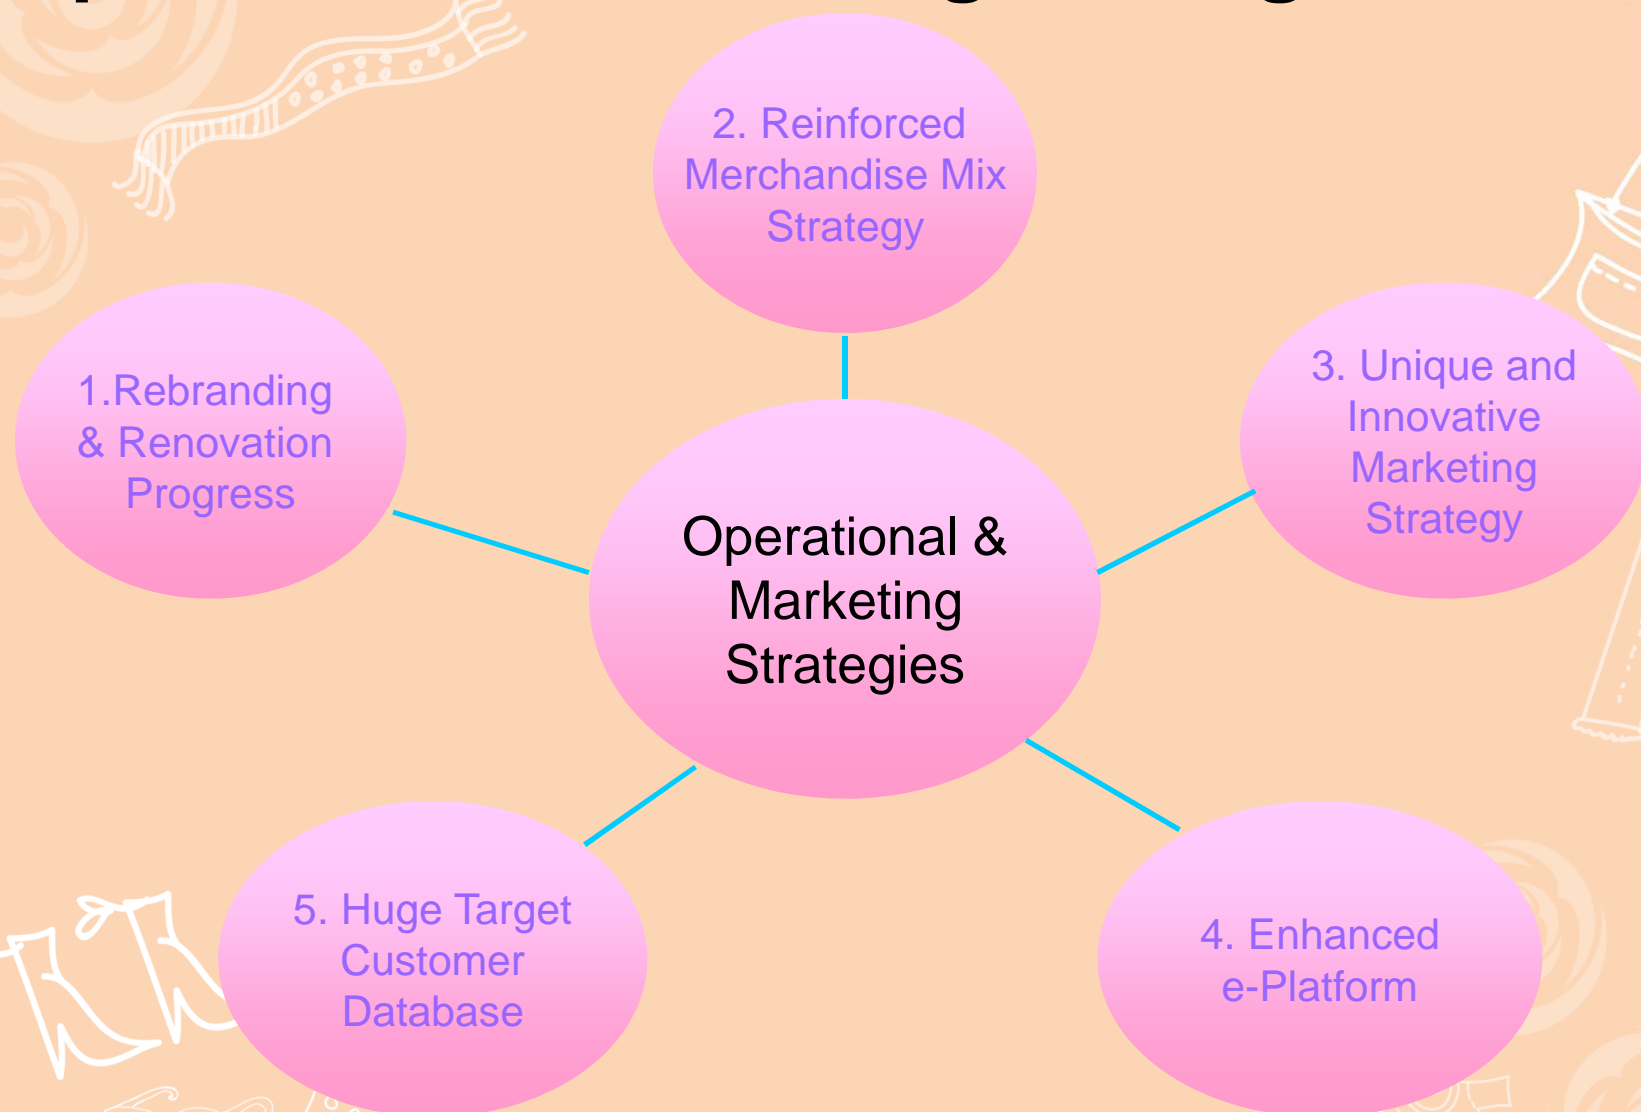 1.Rebranding
& Renovation
Progress
2. Reinforced
Merchandise Mix
Strategy
3. Unique and
Innovative
Marketing
Strategy
Operational &
Marketing
Strategies
4. Enhanced
e-Platform
5. Huge Target
Customer
Database